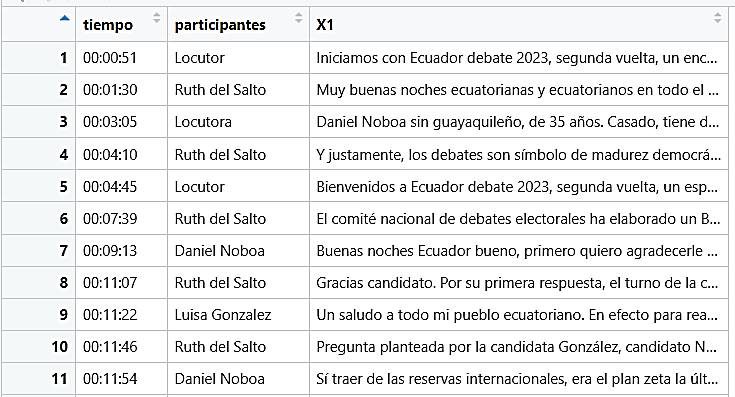 tiempo participantes X1
1 00:00:51 Locutor Iniciamos con Ecuador debate 2023, segunda vuelta, un enc...
2 00:01:30 Ruth del Salto Muy buenas noches ecuatorianas y ecuatorianos en todo el ...
3 00:03:05 Locutora Daniel Noboa sin guayaquileño, de 35 años. Casado, tiene d...
4 00:04:10 Ruth del Salto Y justamente, los debates son símbolo de madurez democrá...
5 00:04:45 Locutor Bienvenidos a Ecuador debate 2023, segunda vuelta, un esp...
6 00:07:39 Ruth del Salto El comité nacional de debates electorales ha elaborado un B...
7 00:09:13 Daniel Noboa Buenas noches Ecuador bueno, primero quiero agradecerle ...
8 00:11:07 Ruth del Salto Gracias candidato. Por su primera respuesta, el turno de la c...
9 00:11:22 Luisa Gonzalez Un saludo a todo mi pueblo ecuatoriano. En efecto para rea...
10 00:11:46 Ruth del Salto Pregunta planteada por la candidata González, candidato N...
11 00:11:54 Daniel Noboa Sí traer de las reservas internacionales, era el plan zeta la últ...